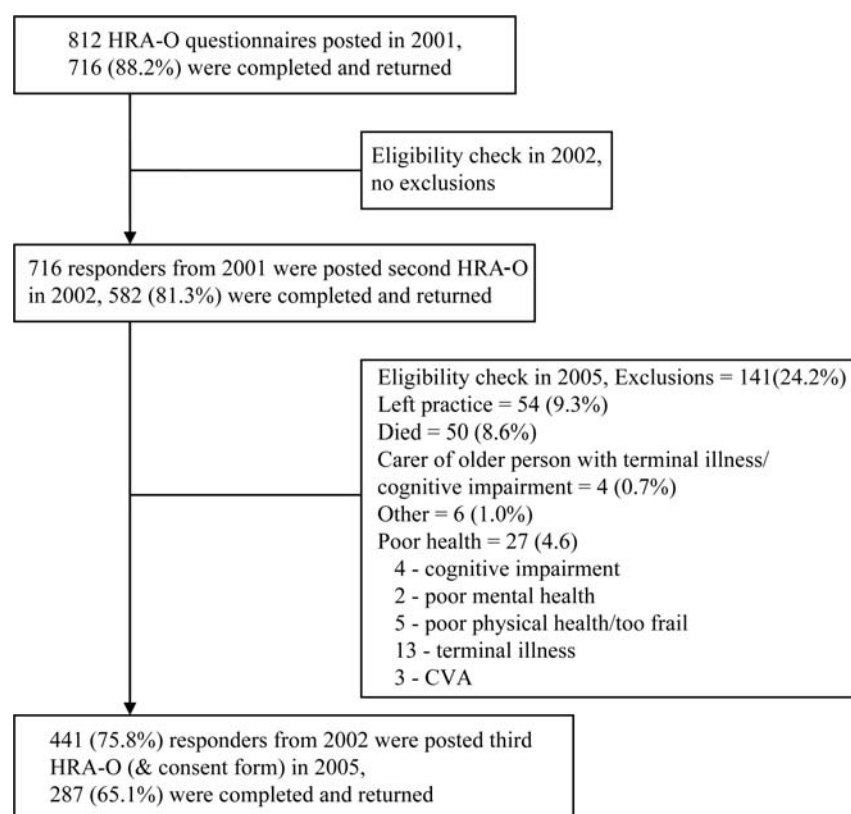 812 HRA-O questionnaires posted in 2001,
716 (88.2%) were completed and returned
Eligibility check in 2002,
no exclusions
716 responders from 2001 were posted second HRA-O
in 2002, 582 (81.3%) were completed and returned
Eligibility check in 2005, Exclusions = 141(24.2%)
Left practice = 54 (9.3%)
Died = 50 (8.6%)
Carer of older person with terminal illness/
cognitive impairment = 4 (0.7%)
Other = 6 (1.0%)
Poor health = 27 (4.6)
4 - cognitive impairment
2 - poor mental health
5 - poor physical health/too frail
13 - terminal illness
3 - CVA
441 (75.8%) responders from 2002 were posted third
HRA-O (& consent form) in 2005,
287 (65.1%) were completed and returned